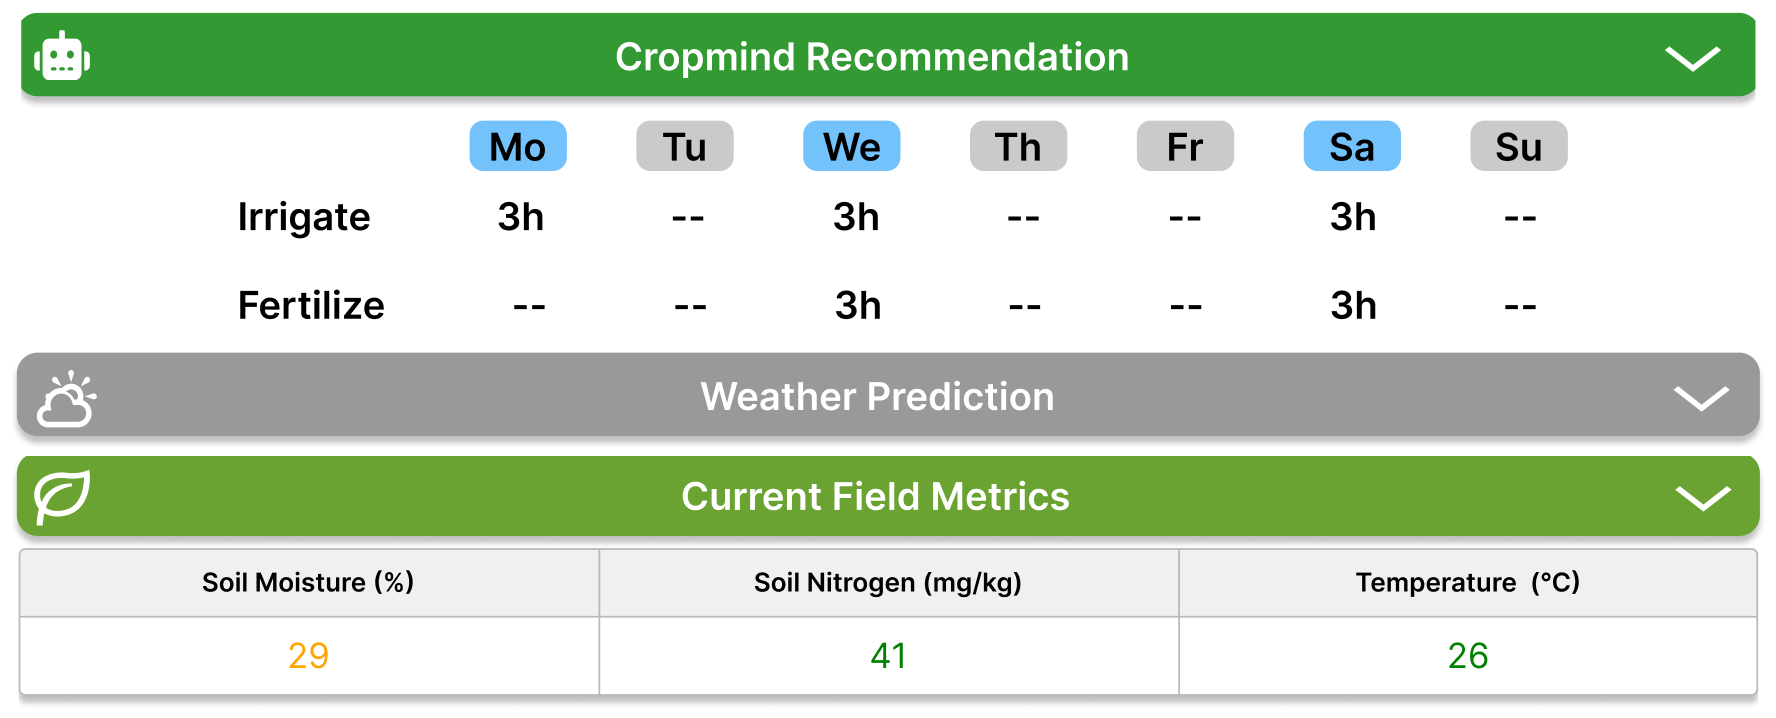 Cropmind Recommendation
Mo Tu We Th Fr Sa Su
Irrigate 3h -- 3h -- -- 3h --
Fertilize -- -- 3h -- -- 3h --
Weather Prediction
Current Field Metrics
Soil Moisture (%) Soil Nitrogen (mg/kg) Temperature (°C)
29 41 26